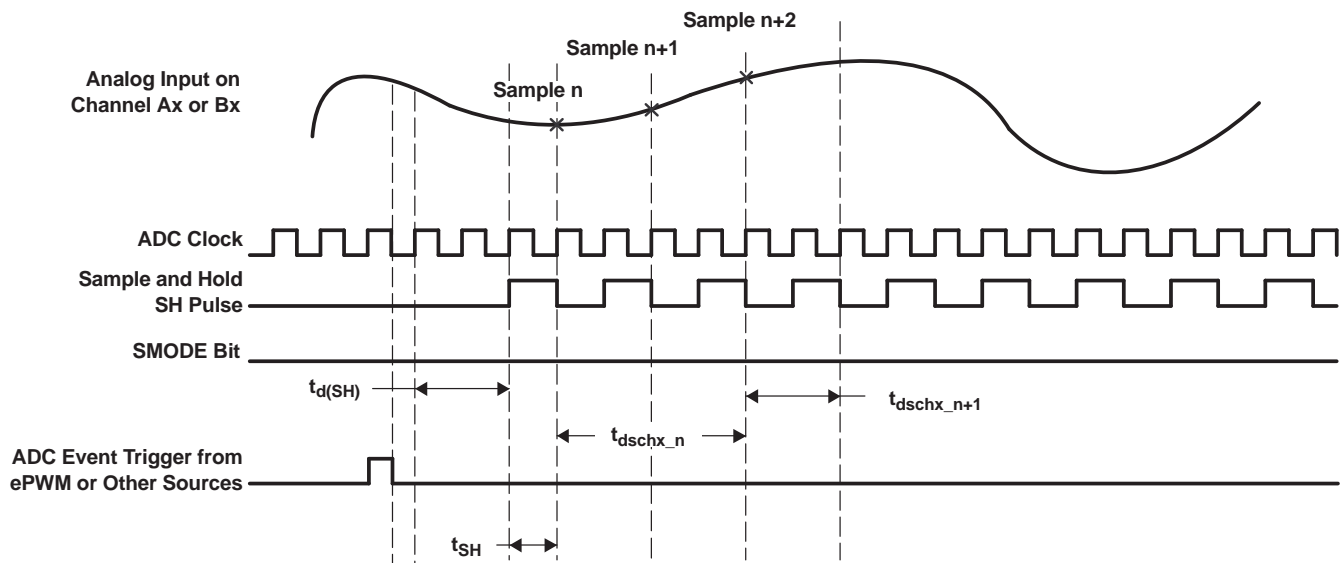 Sample n+2
Sample n+1
Sample n
Analog Input on
Channel Ax or Bx
ADC Clock
Sample and Hold
SH Pulse
SMODE Bit
td(SH)
tdschx_n+1
tdschx_n
ADC Event Trigger from
ePWM or Other Sources
tSH